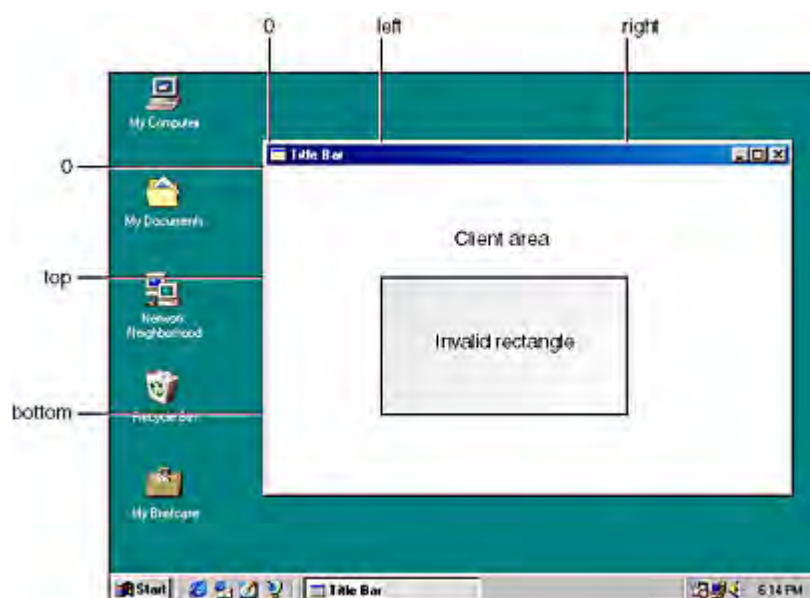 0 left right
My Computer
Title Bar
0
My Documents
Client area
top
Network
Neighborhood
Invalid rectangle
bottom
Recycle Bin
My Briefcase
Start
Title Bar
6:14 PM